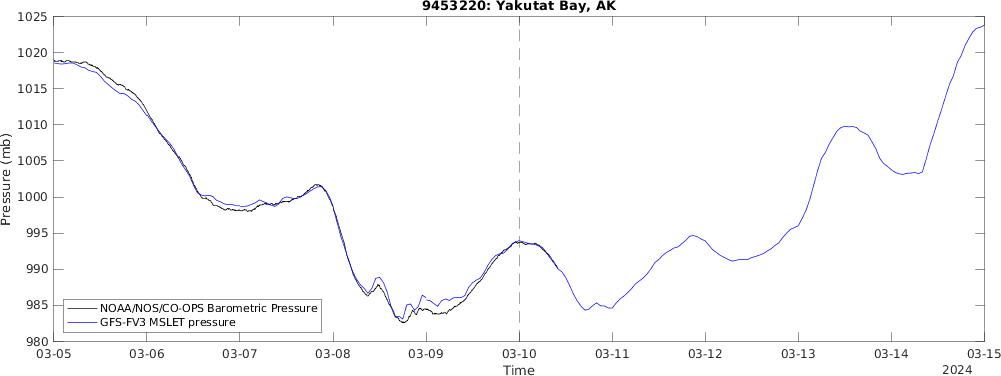 9453220: Yakutat Bay, AK
1025
1020
1015
1010
1005
1000
995
990
985
980
Pressure (mb)
NOAA/NOS/CO-OPS Barometric Pressure
GFS-FV3 MSLET pressure
03-05 03-06 03-07 03-08 03-09 03-10 03-11 03-12 03-13 03-14 03-15
Time
2024